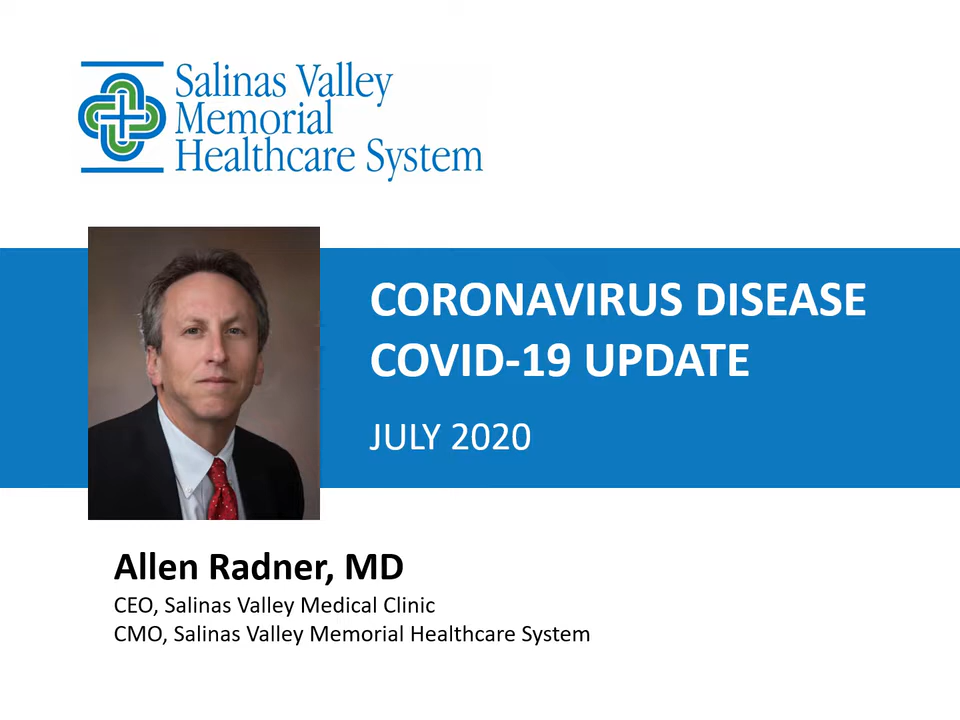 Salinas Valley
Memorial
Healthcare System
CORONAVIRUS DISEASE
COVID-19 UPDATE
JULY 2020
Allen Radner, MD
CEO, Salinas Valley Medical Clinic
CMO, Salinas Valley Memorial Healthcare System